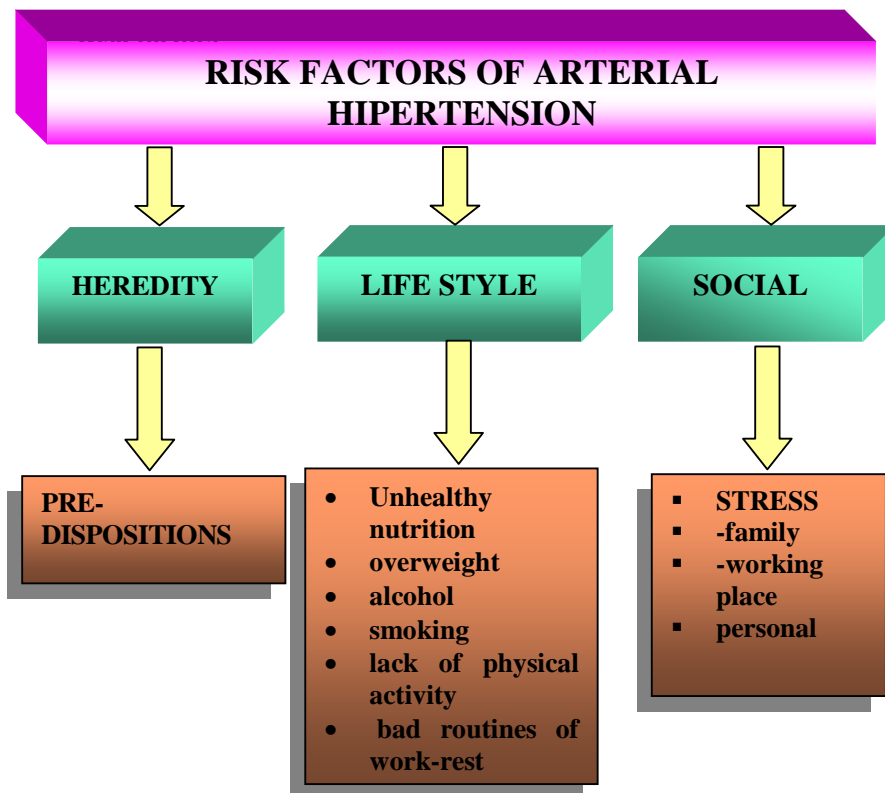 RISK FACTORS OF ARTERIAL
HIPERTENSION
HEREDITY
LIFE STYLE
SOCIAL
PRE-
DISPOSITIONS
• Unhealthy
nutrition
• overweight
• alcohol
• smoking
• lack of physical
activity
• bad routines of
work-rest
▪ STRESS
▪ -family
▪ -working
place
▪ personal